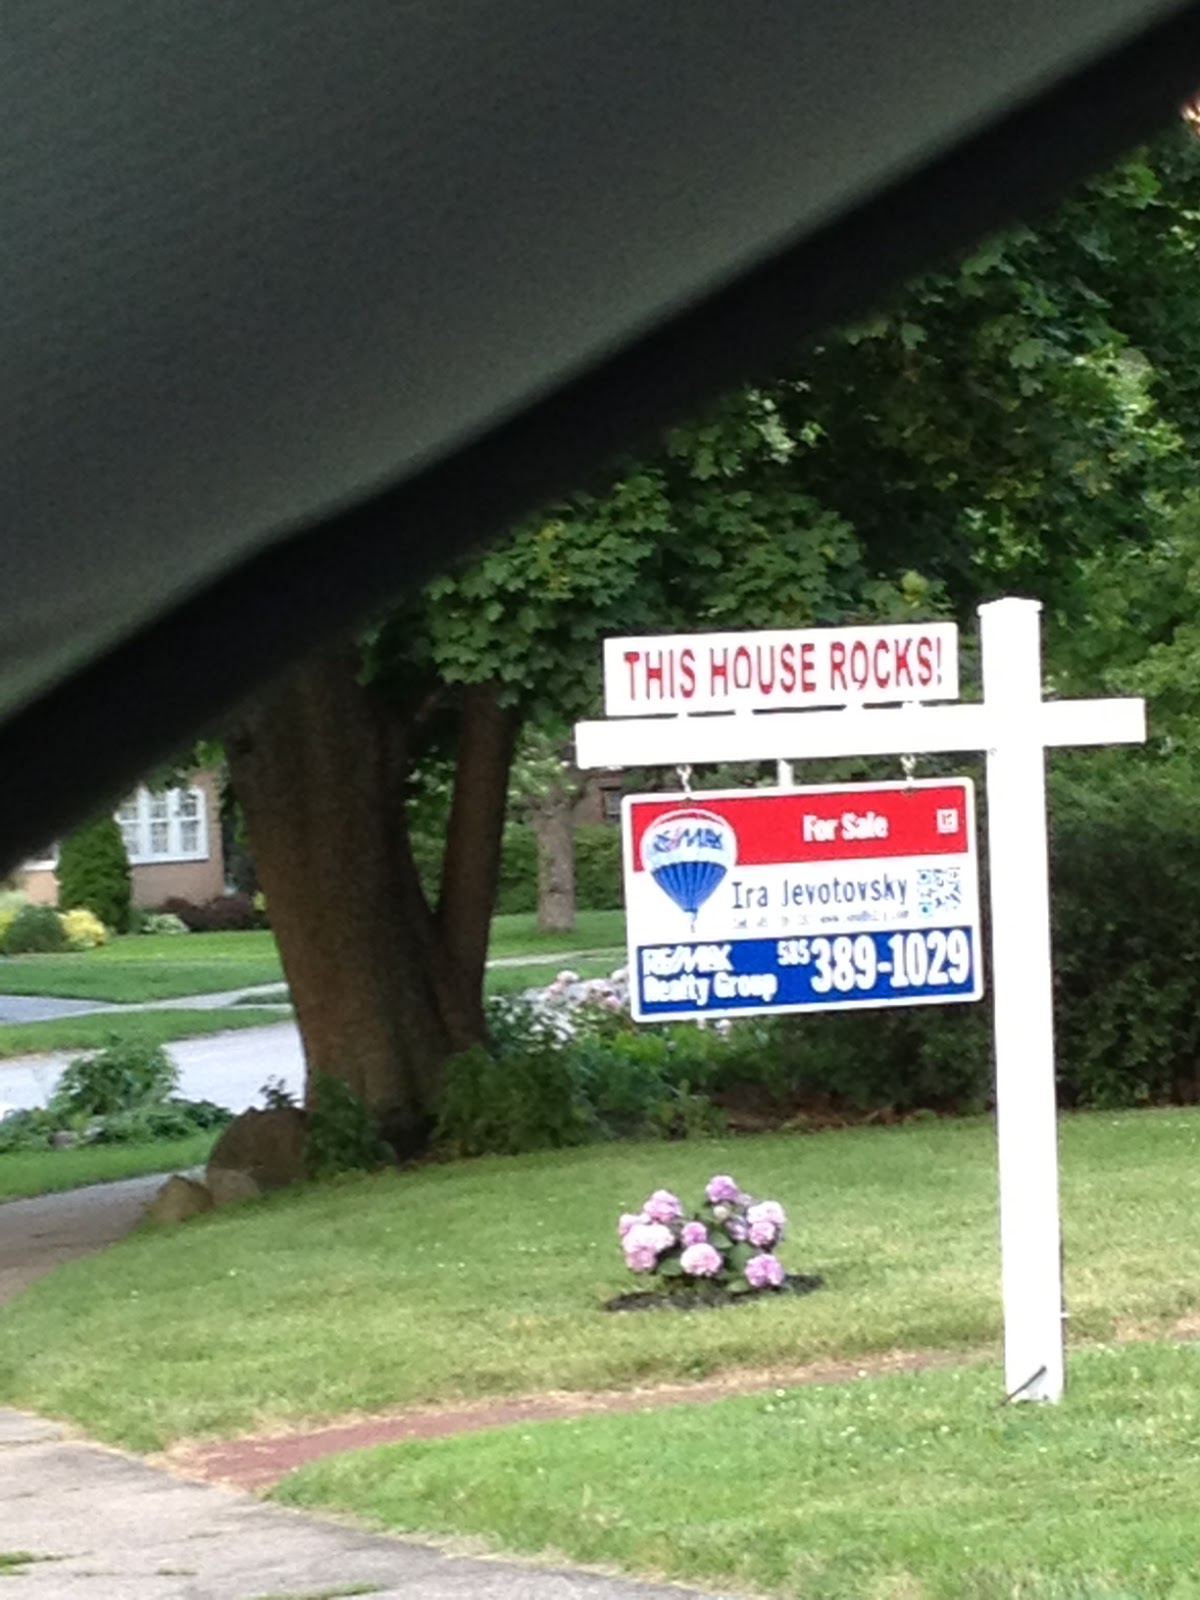 THIS HOUSE ROCKS!
For Sale
RE/MAX
Ira Jevotovsky
RE/MAX
Realty Group
585 389-1029